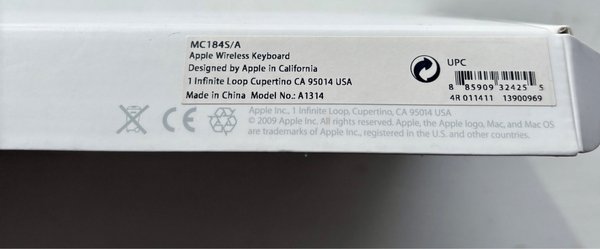 MC184S/A
Apple Wireless Keyboard
Designed by Apple in California
1 Infinite Loop Cupertino CA 95014 USA
Made in China Model No.: A1314
UPC
8 85909 32425 5
4R 011411 13900969
CE
Apple Inc., 1 Infinite Loop, Cupertino, CA 95014 USA
© 2009 Apple Inc. All rights reserved. Apple, the Apple logo, Mac, and Mac OS
are trademarks of Apple Inc., registered in the U.S. and other countries.